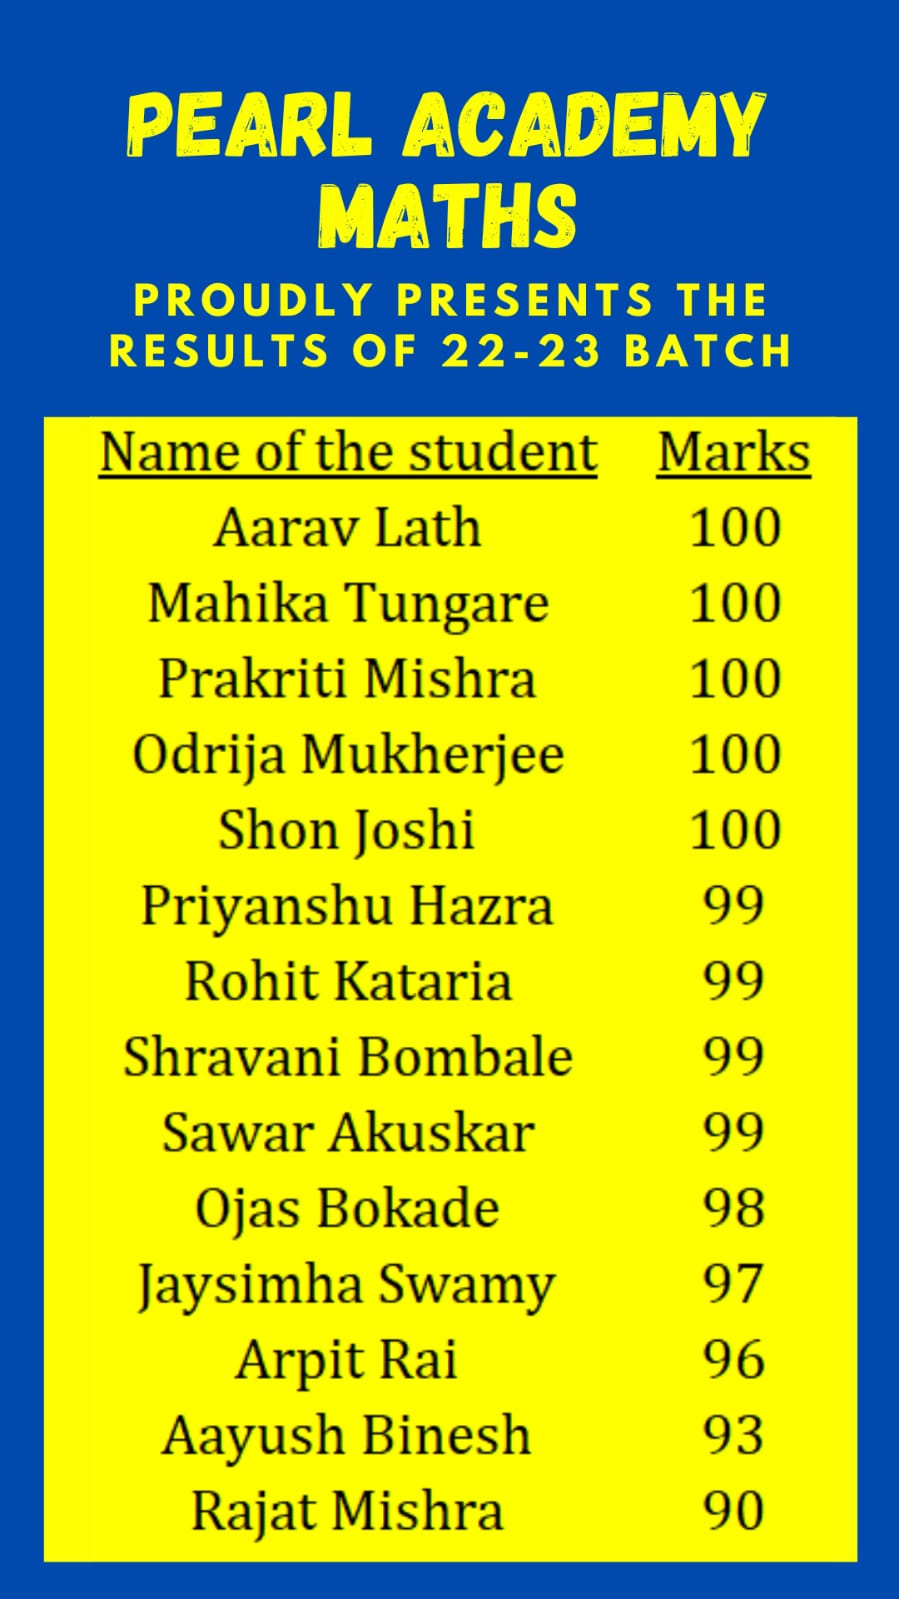 PEARL ACADEMY
MATHS
PROUDLY PRESENTS THE
RESULTS OF 22-23 BATCH
Name of the student Marks
Aarav Lath 100
Mahika Tungare 100
Prakriti Mishra 100
Odrija Mukherjee 100
Shon Joshi 100
Priyanshu Hazra 99
Rohit Kataria 99
Shravani Bombale 99
Sawar Akuskar 99
Ojas Bokade 98
Jaysimha Swamy 97
Arpit Rai 96
Aayush Binesh 93
Rajat Mishra 90